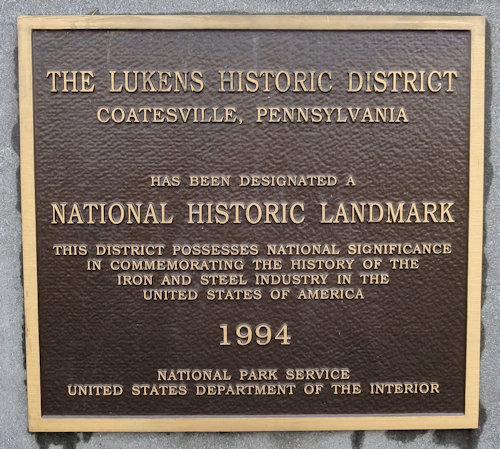 THE LUKENS HISTORIC DISTRICT
COATESVILLE, PENNSYLVANIA
HAS BEEN DESIGNATED A
NATIONAL HISTORIC LANDMARK
THIS DISTRICT POSSESSES NATIONAL SIGNIFICANCE
IN COMMEMORATING THE HISTORY OF THE
IRON AND STEEL INDUSTRY IN THE
UNITED STATES OF AMERICA
1994
NATIONAL PARK SERVICE
UNITED STATES DEPARTMENT OF THE INTERIOR